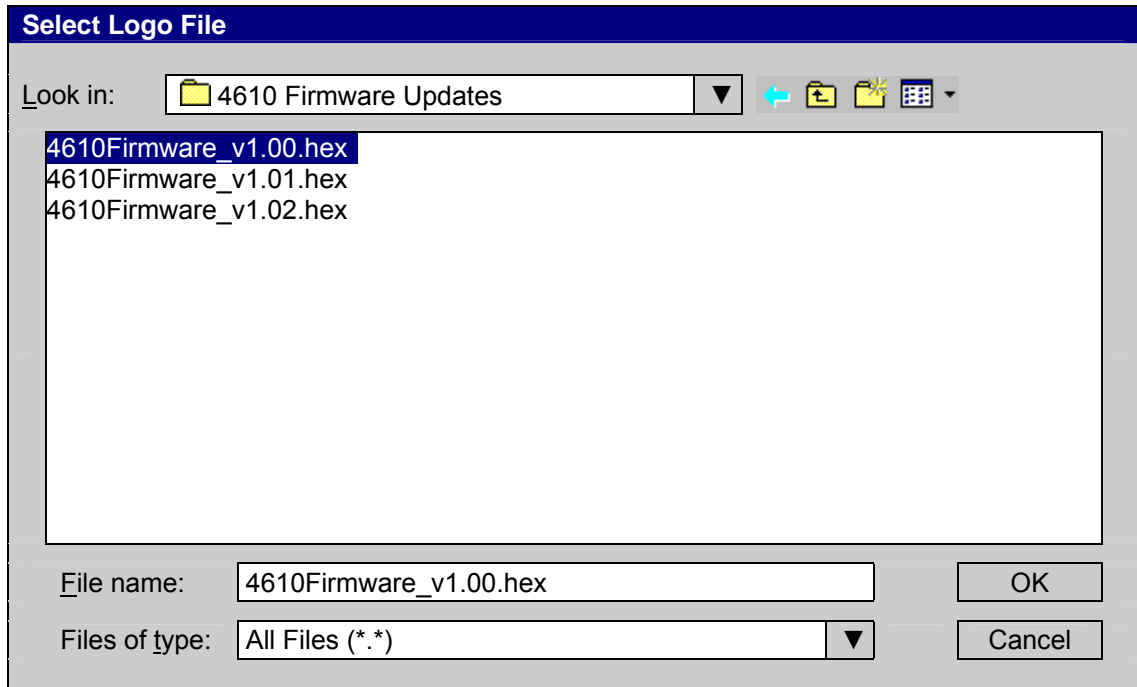 Select Logo File
Look in: 4610 Firmware Updates
4610Firmware_v1.00.hex
4610Firmware_v1.01.hex
4610Firmware_v1.02.hex
File name: 4610Firmware_v1.00.hex OK
Files of type: All Files (*.*) Cancel